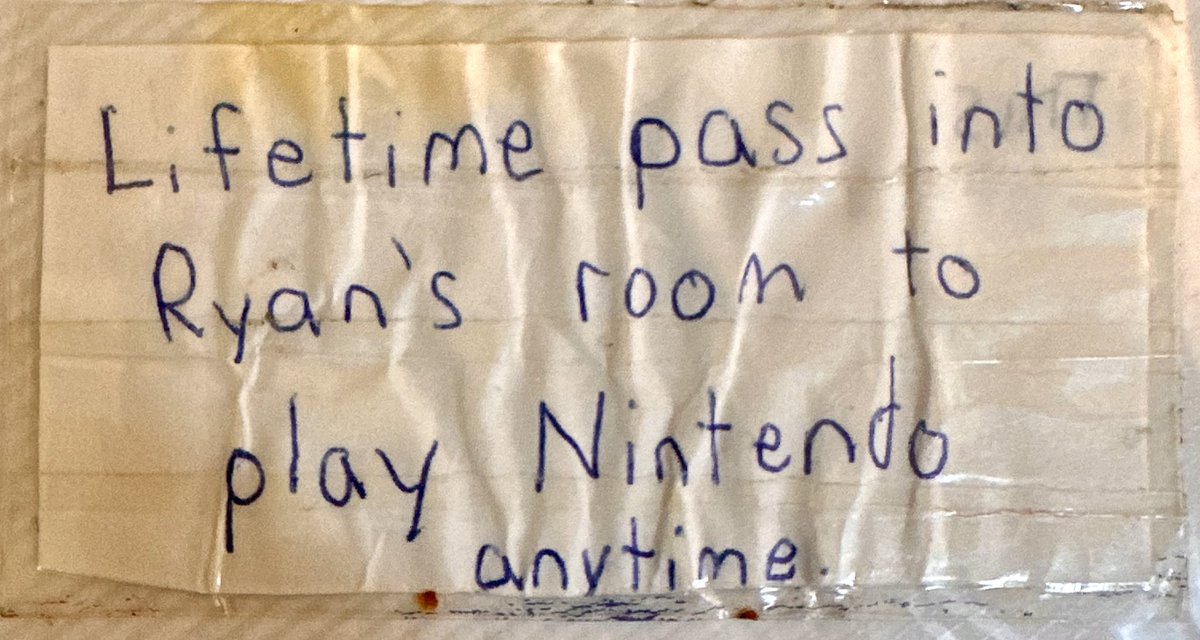 Lifetime pass into
Ryan's room to
play Nintendo
anytime.